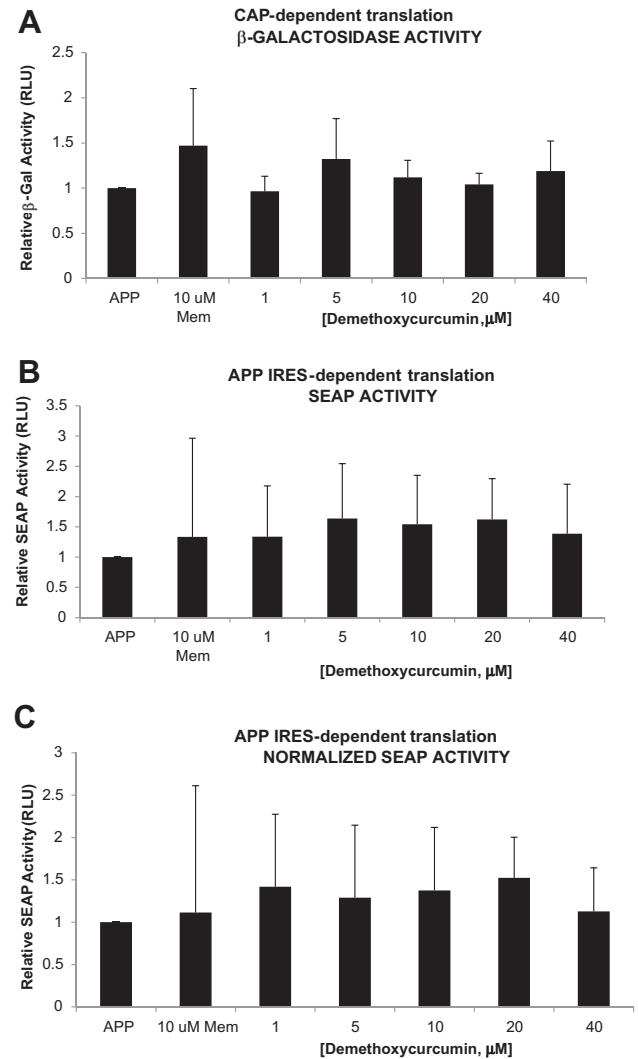 A
CAP-dependent translation
β-GALACTOSIDASE ACTIVITY
Relative β-Gal Activity (RLU)
2.5
2
1.5
1
0.5
0
APP 10 uM Mem 1 5 10 20 40
[Demethoxycurcumin,μM]
B
APP IRES-dependent translation
SEAP ACTIVITY
Relative SEAP Activity (RLU)
3.5
3
2.5
2
1.5
1
0.5
0
APP 10 uM Mem 1 5 10 20 40
[Demethoxycurcumin, μM]
C
APP IRES-dependent translation
NORMALIZED SEAP ACTIVITY
Relative SEAP Activity (RLU)
3
2.5
2
1.5
1
0.5
0
APP 10 uM Mem 1 5 10 20 40
[Demethoxycurcumin, μM]